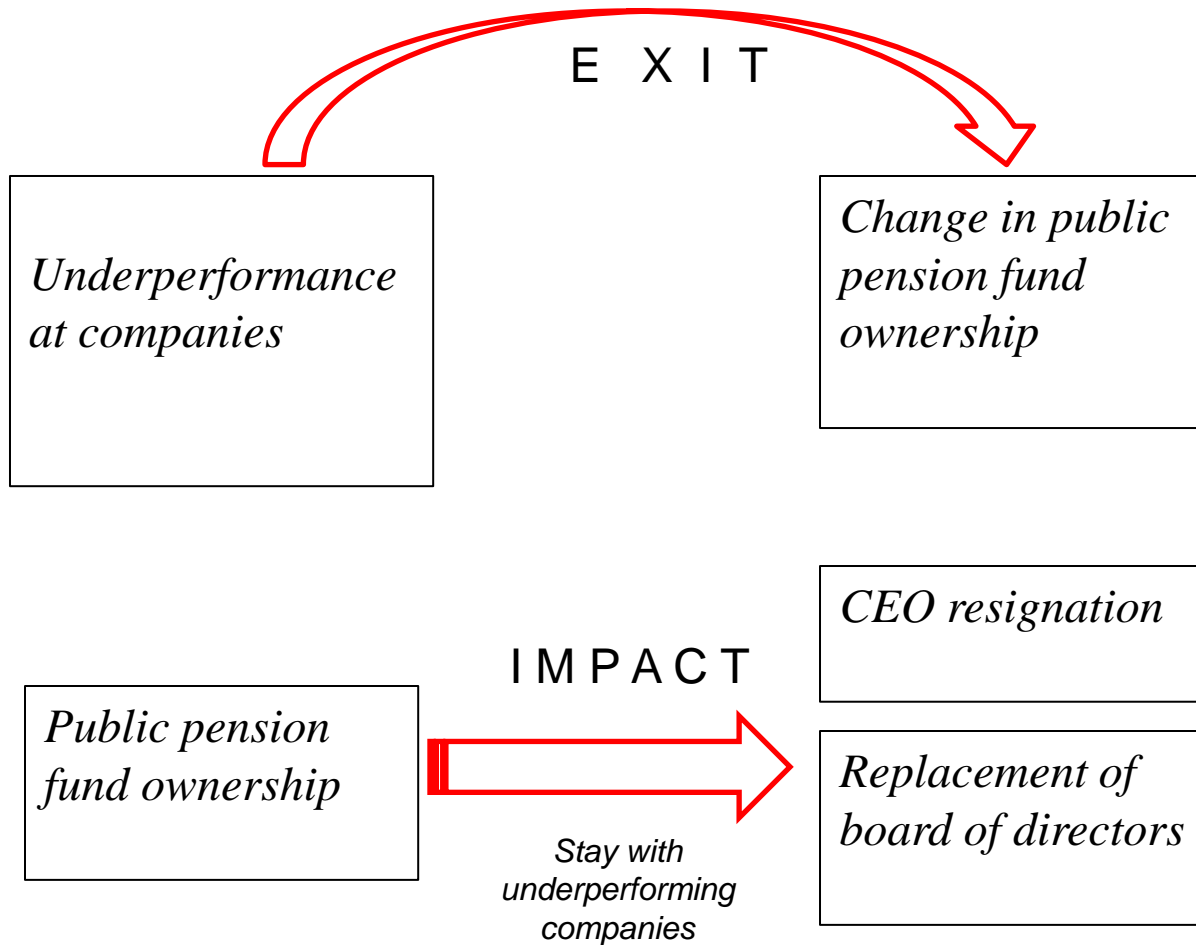 E X I T
Underperformance
at companies
Change in public
pension fund
ownership
Public pension
fund ownership
I M P A C T
Stay with
underperforming
companies
CEO resignation
Replacement of
board of directors